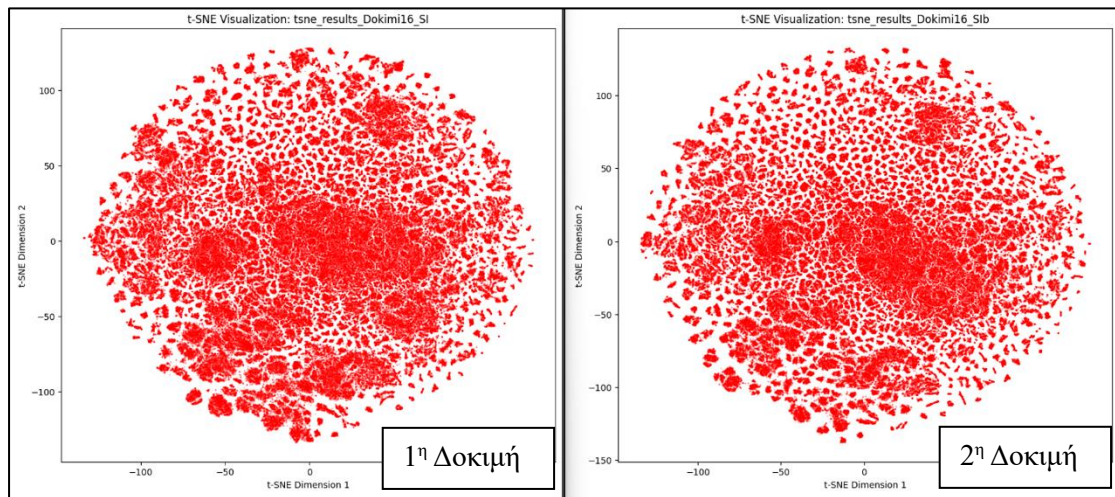 t-SNE Visualization: tsne_results_Dokimi16_SI
100
50
0
−50
−100
t-SNE Dimension 2
−100
−50
0
t-SNE Dimension 1
1η Δοκιμή
t-SNE Visualization: tsne_results_Dokimi16_SIb
100
50
0
−50
−100
−150
t-SNE Dimension 2
−100
−50
0
t-SNE Dimension 1
2η Δοκιμή